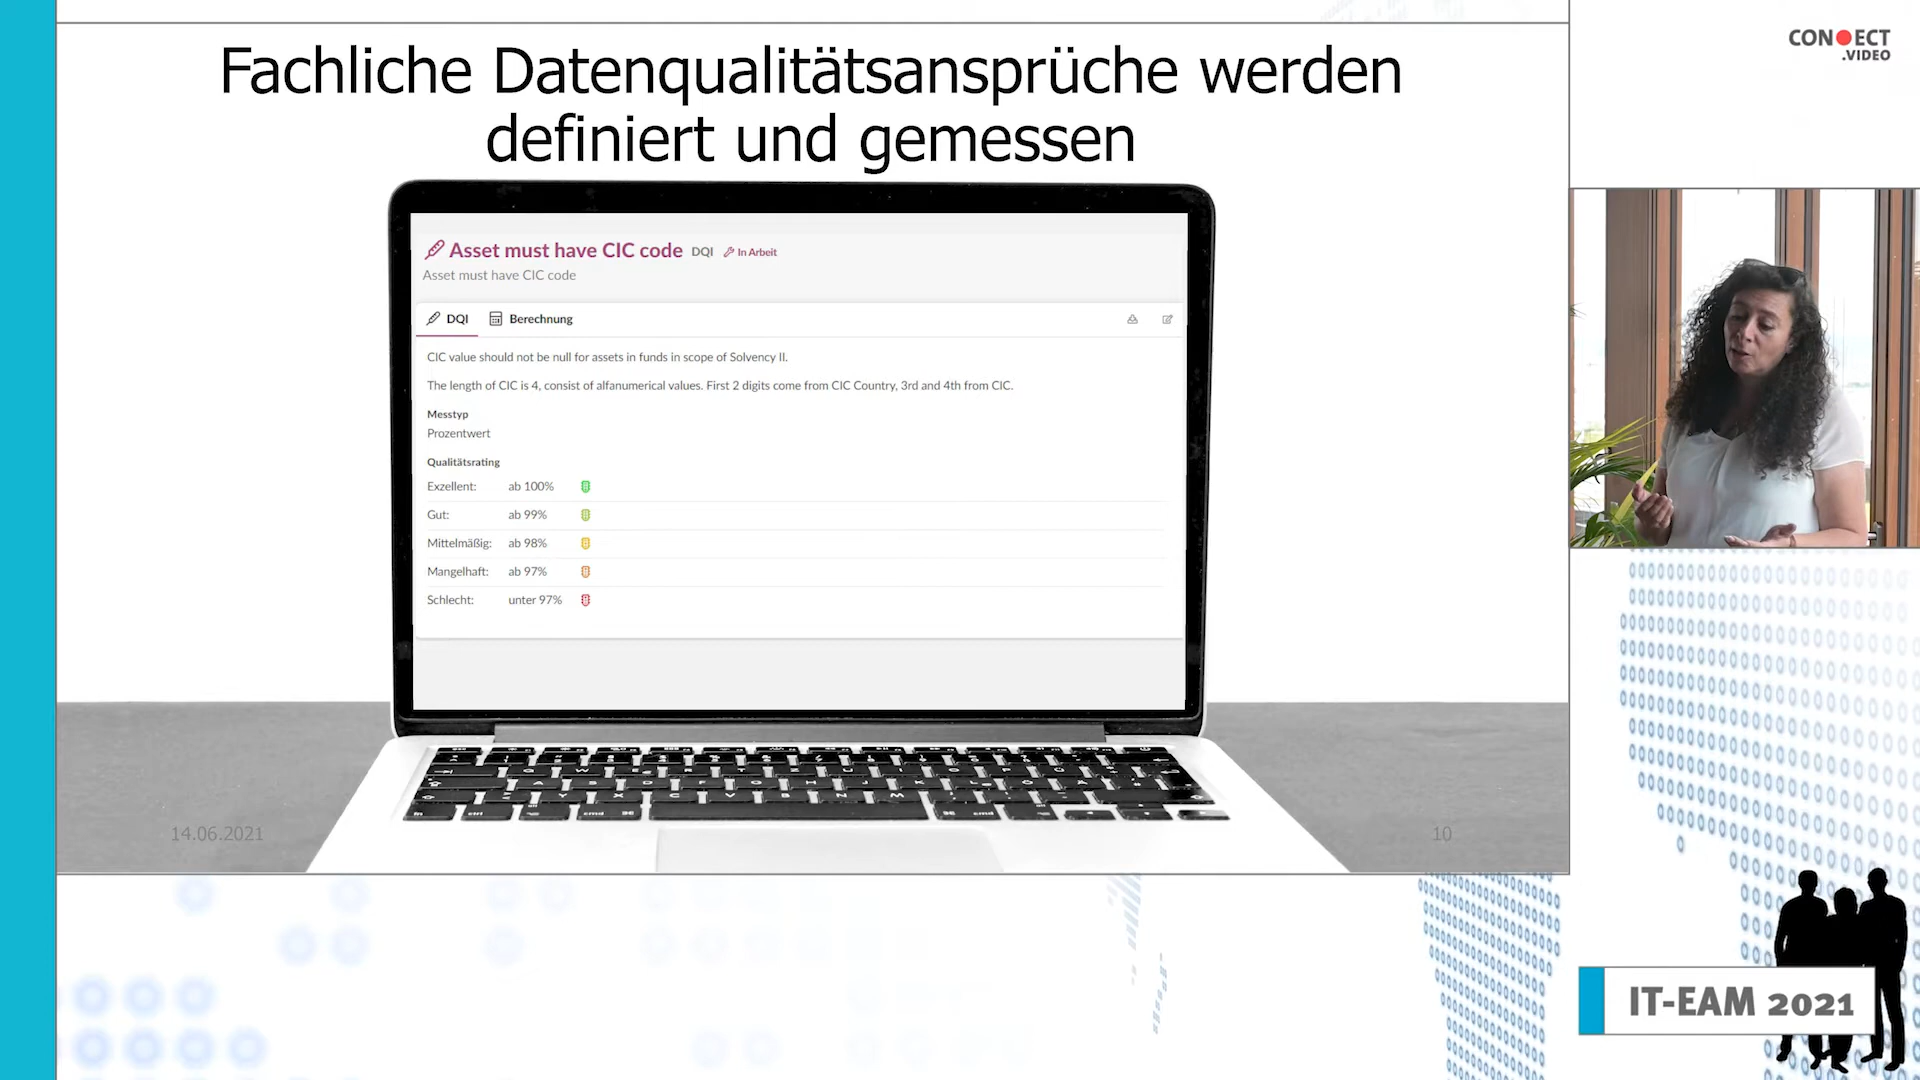 Fachliche Datenqualitätsansprüche werden
definiert und gemessen
CON ECT
.VIDEO
Asset must have CIC code DQI In Arbeit
Asset must have CIC code
DQI Berechnung
CIC value should not be null for assets in funds in scope of Solvency II.
The length of CIC is 4, consist of alfanumerical values. First 2 digits come from CIC Country, 3rd and 4th from CIC.
Messtyp
Prozentwert
Qualitätsrating
Exzellent: ab 100%
Gut: ab 99%
Mittelmäßig: ab 98%
Mangelhaft: ab 97%
Schlecht: unter 97%
14.06.2021
10
IT-EAM 2021